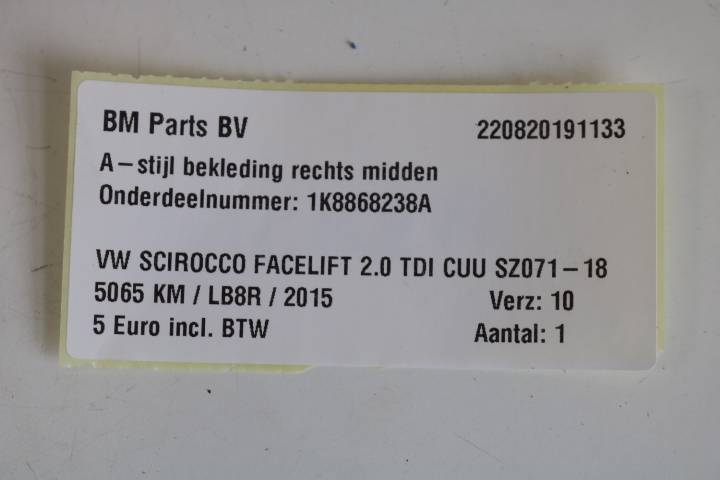 BM Parts BV 220820191133
A-stijl bekleding rechts midden
Onderdeelnummer: 1K8868238A
VW SCIROCCO FACELIFT 2.0 TDI CUU SZ071-18
5065 KM / LB8R / 2015 Verz: 10
5 Euro incl. BTW Aantal: 1